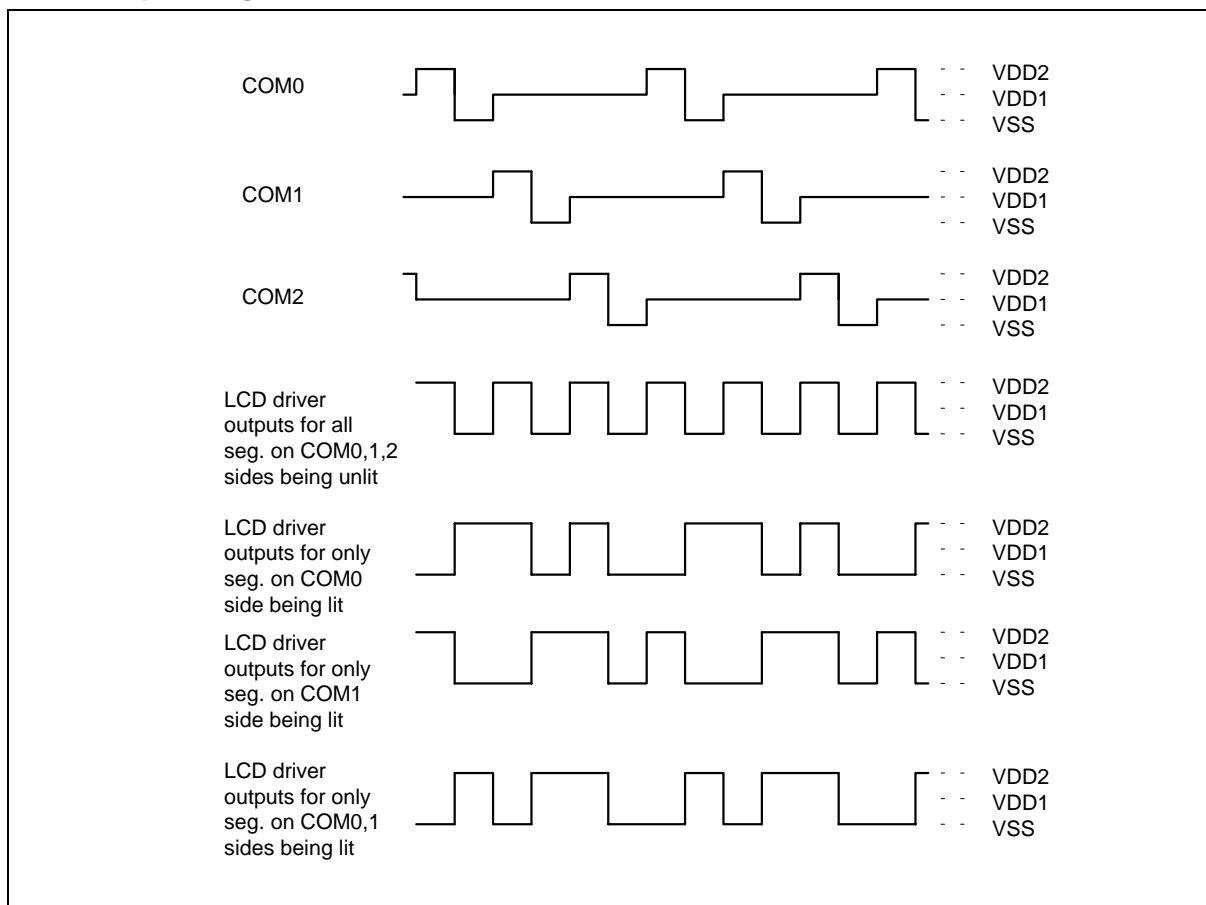 COM0
VDD2
VDD1
VSS
COM1
VDD2
VDD1
VSS
COM2
VDD2
VDD1
VSS
LCD driver
outputs for all
seg. on COM0,1,2
sides being unlit
VDD2
VDD1
VSS
LCD driver
outputs for only
seg. on COM0
side being lit
VDD2
VDD1
VSS
LCD driver
outputs for only
seg. on COM1
side being lit
VDD2
VDD1
VSS
LCD driver
outputs for only
seg. on COM0,1
sides being lit
VDD2
VDD1
VSS